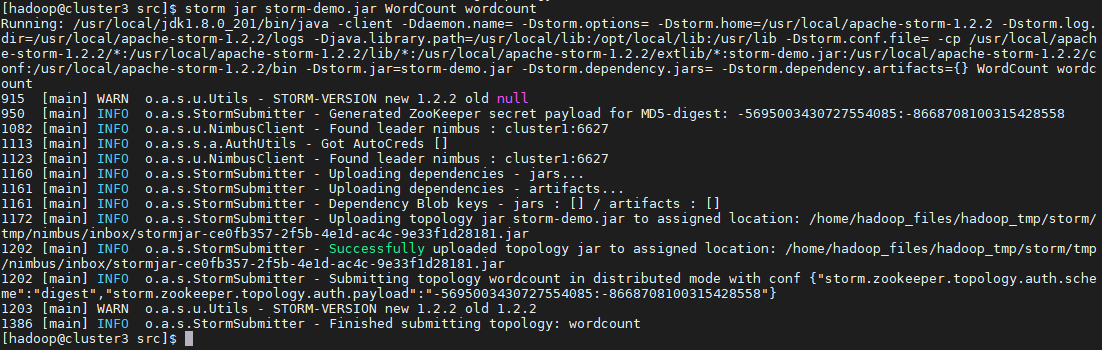 [hadoop@cluster3 src]$ storm jar storm-demo.jar WordCount wordcount
Running: /usr/local/jdk1.8.0_201/bin/java -client -Ddaemon.name= -Dstorm.options= -Dstorm.home=/usr/local/apache-storm-1.2.2 -Dstorm.log.
dir=/usr/local/apache-storm-1.2.2/logs -Djava.library.path=/usr/local/lib:/opt/local/lib:/usr/lib -Dstorm.conf.file= -cp /usr/local/apach
e-storm-1.2.2/*:/usr/local/apache-storm-1.2.2/lib/*:/usr/local/apache-storm-1.2.2/extlib/*:storm-demo.jar:/usr/local/apache-storm-1.2.2/c
onf:/usr/local/apache-storm-1.2.2/bin -Dstorm.jar=storm-demo.jar -Dstorm.dependency.jars= -Dstorm.dependency.artifacts={} WordCount wordc
ount
915  [main] WARN  o.a.s.u.Utils - STORM-VERSION new 1.2.2 old null
950  [main] INFO  o.a.s.StormSubmitter - Generated ZooKeeper secret payload for MD5-digest: -5695003430727554085:-8668708100315428558
1082 [main] INFO  o.a.s.u.NimbusClient - Found leader nimbus : cluster1:6627
1113 [main] INFO  o.a.s.s.a.AuthUtils - Got AutoCreds []
1123 [main] INFO  o.a.s.u.NimbusClient - Found leader nimbus : cluster1:6627
1160 [main] INFO  o.a.s.StormSubmitter - Uploading dependencies - jars...
1161 [main] INFO  o.a.s.StormSubmitter - Uploading dependencies - artifacts...
1161 [main] INFO  o.a.s.StormSubmitter - Dependency Blob keys - jars : [] / artifacts : []
1172 [main] INFO  o.a.s.StormSubmitter - Uploading topology jar storm-demo.jar to assigned location: /home/hadoop_files/hadoop_tmp/storm/
tmp/nimbus/inbox/stormjar-ce0fb357-2f5b-4e1d-ac4c-9e33f1d28181.jar
1202 [main] INFO  o.a.s.StormSubmitter - Successfully uploaded topology jar to assigned location: /home/hadoop_files/hadoop_tmp/storm/tmp
/nimbus/inbox/stormjar-ce0fb357-2f5b-4e1d-ac4c-9e33f1d28181.jar
1202 [main] INFO  o.a.s.StormSubmitter - Submitting topology wordcount in distributed mode with conf {"storm.zookeeper.topology.auth.sche
me":"digest","storm.zookeeper.topology.auth.payload":"-5695003430727554085:-8668708100315428558"}
1203 [main] WARN  o.a.s.u.Utils - STORM-VERSION new 1.2.2 old 1.2.2
1386 [main] INFO  o.a.s.StormSubmitter - Finished submitting topology: wordcount
[hadoop@cluster3 src]$